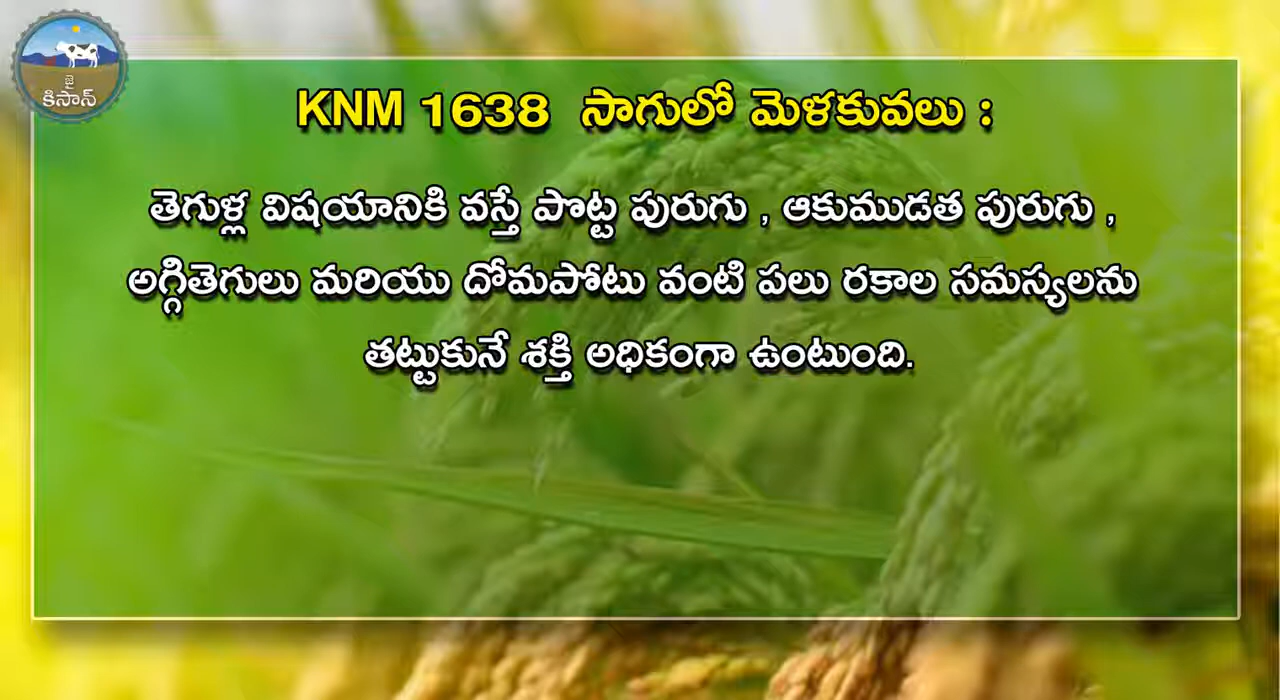 జై
కిసాన్
KNM 1638 సాగులో మెళకువలు :
తెగుళ్ల విషయానికి వస్తే పొట్ట పురుగు , ఆకుముడత పురుగు ,
అగ్గితెగులు మరియు దోమపోటు వంటి పలు రకాల సమస్యలను
తట్టుకునే శక్తి అధికంగా ఉంటుంది.